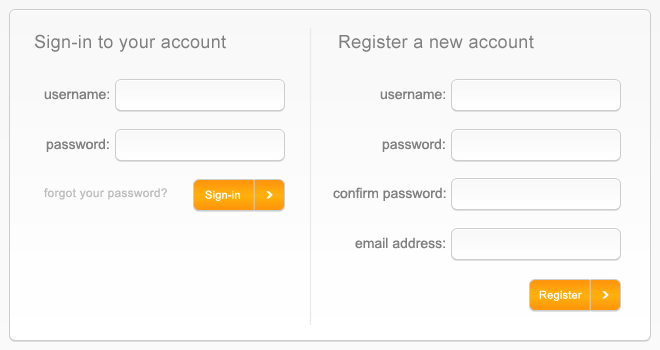 Sign-in to your account
username:
password:
forgot your password?
Sign-in
Register a new account
username:
password:
confirm password:
email address:
Register